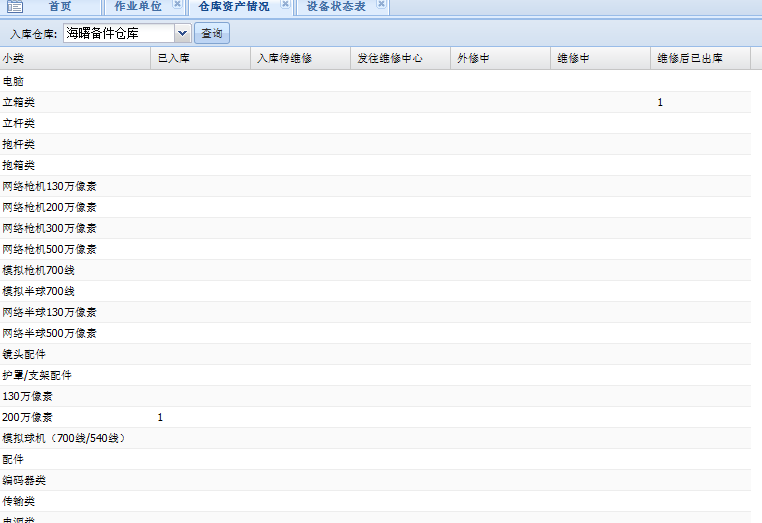 首页 作业单位 仓库资产情况 设备状态表
入库仓库: 海曙备件仓库 查询
小类 已入库 入库待维修 发往维修中心 外修中 维修中 维修后已出库
电脑
立箱类 1
立杆类
抱杆类
抱箱类
网络枪机130万像素
网络枪机200万像素
网络枪机300万像素
网络枪机500万像素
模拟枪机700线
模拟半球700线
网络半球130万像素
网络半球500万像素
镜头配件
护罩/支架配件
130万像素
200万像素 1
模拟球机（700线/540线）
配件
编码器类
传输类
电源类